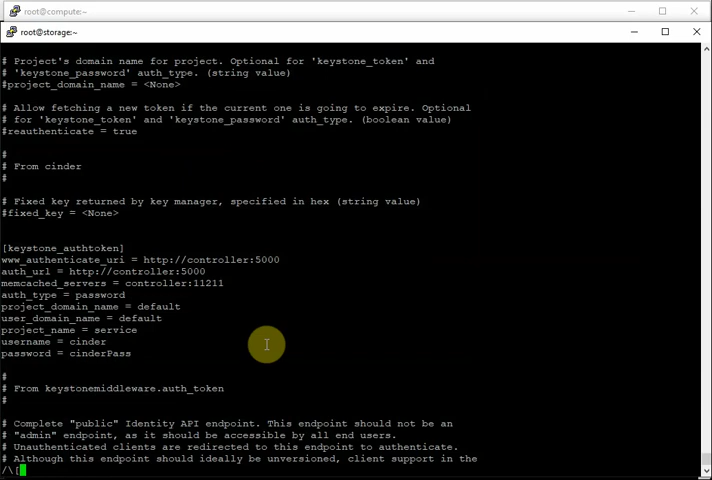 root@compute:~
root@storage:~
# Project's domain name for project. Optional for 'keystone_token' and
# 'keystone_password' auth_type. (string value)
#project_domain_name = <None>
# Allow fetching a new token if the current one is going to expire. Optional
# for 'keystone_token' and 'keystone_password' auth_type. (boolean value)
#reauthenticate = true
#
# From cinder
#
# Fixed key returned by key manager, specified in hex (string value)
#fixed_key = <None>
[keystone_authtoken]
www_authenticate_uri = http://controller:5000
auth_url = http://controller:5000
memcached_servers = controller:11211
auth_type = password
project_domain_name = default
user_domain_name = default
project_name = service
username = cinder
password = cinderPass
#
# From keystonemiddleware.auth_token
#
# Complete "public" Identity API endpoint. This endpoint should not be an
# "admin" endpoint, as it should be accessible by all end users.
# Unauthenticated clients are redirected to this endpoint to authenticate.
# Although this endpoint should ideally be unversioned, client support in the
/\[